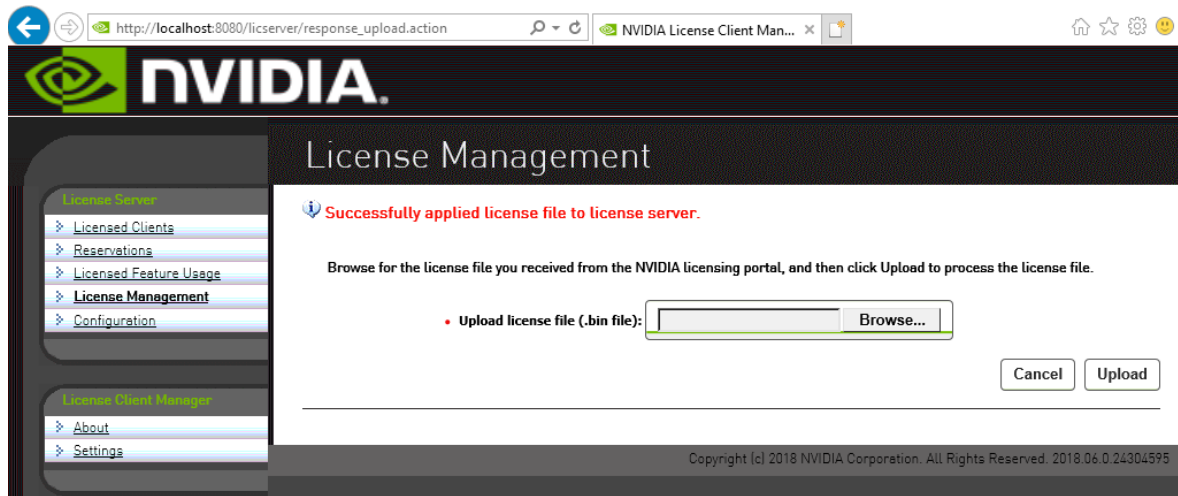 http://localhost:8080/licserver/response_upload.action
NVIDIA License Client Man...
NVIDIA.
License Management
License Server
Licensed Clients
Reservations
Licensed Feature Usage
License Management
Configuration
License Client Manager
About
Settings
Successfully applied license file to license server.
Browse for the license file you received from the NVIDIA licensing portal, and then click Upload to process the license file.
• Upload license file (.bin file):
Browse...
Cancel
Upload
Copyright (c) 2018 NVIDIA Corporation. All Rights Reserved. 2018.06.0.24304595